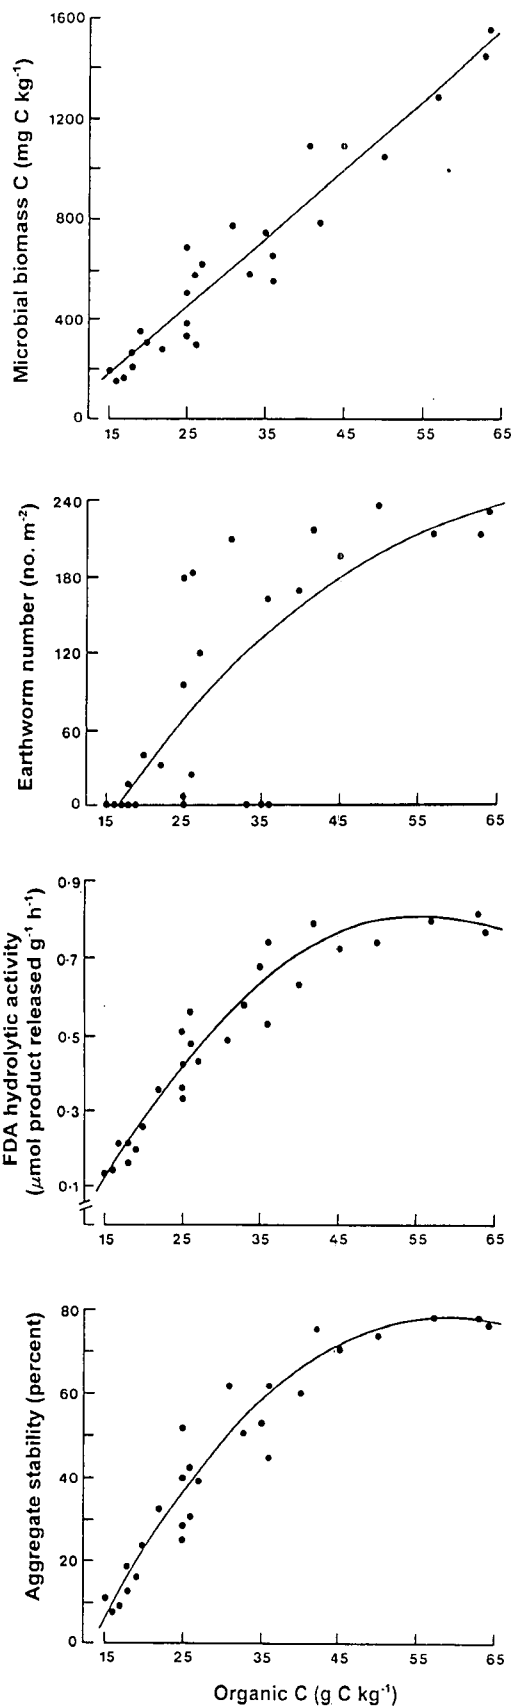 Microbial biomass C (mg C kg⁻¹)
1600
1200
800
400
0
15 25 35 45 55 65
Earthworm number (no. m⁻²)
240
180
120
60
0
15 25 35 45 55 65
FDA hydrolytic activity
(μmol product released g⁻¹ h⁻¹)
0·9
0·7
0·5
0·3
0·1
15 25 35 45 55 65
Aggregate stability (percent)
80
60
40
20
0
15 25 35 45 55 65
Organic C (g C kg⁻¹)